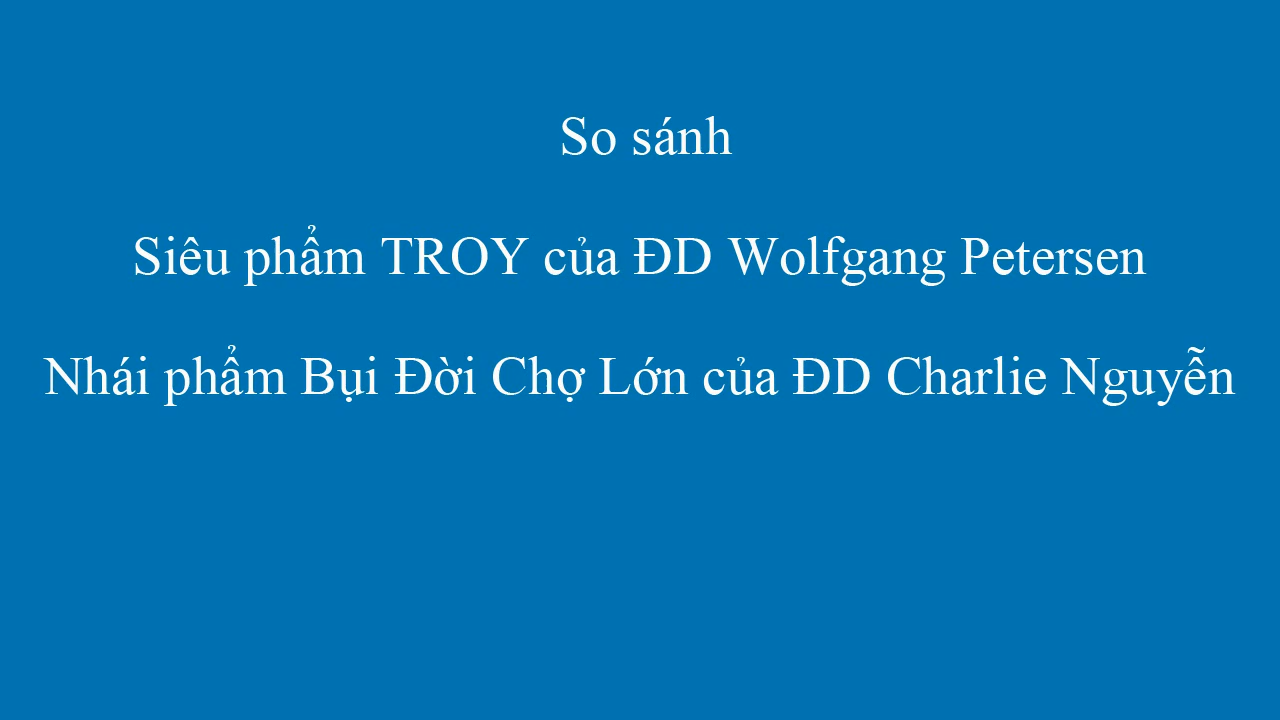 So sánh
Siêu phẩm TROY của ĐD Wolfgang Petersen
Nhái phẩm Bụi Đời Chợ Lớn của ĐD Charlie Nguyễn